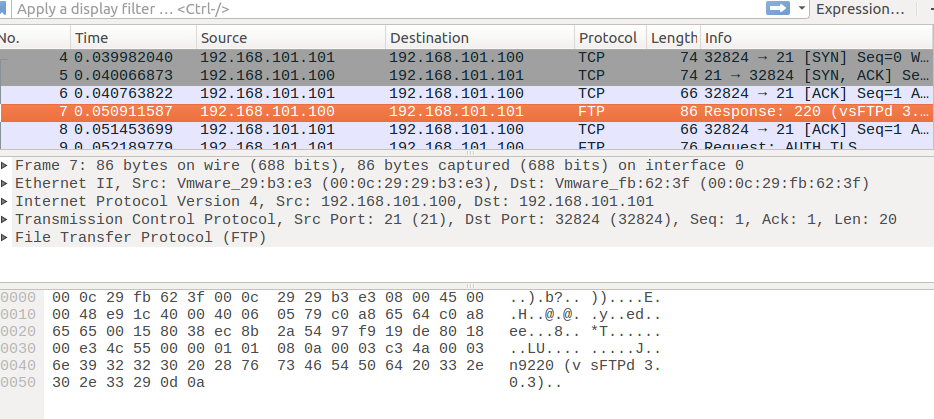 Apply a display filter … <Ctrl-/> Expression…
No. Time Source Destination Protocol Length Info
4 0.039982040 192.168.101.101 192.168.101.100 TCP 74 32824 → 21 [SYN] Seq=0 W…
5 0.040066873 192.168.101.100 192.168.101.101 TCP 74 21 → 32824 [SYN, ACK] Se…
6 0.040763822 192.168.101.101 192.168.101.100 TCP 66 32824 → 21 [ACK] Seq=1 A…
7 0.050911587 192.168.101.100 192.168.101.101 FTP 86 Response: 220 (vsFTPd 3.…
8 0.051453699 192.168.101.101 192.168.101.100 TCP 66 32824 → 21 [ACK] Seq=1 A…
9 0.052189779 192.168.101.101 192.168.101.100 FTP 76 Request: AUTH TLS
Frame 7: 86 bytes on wire (688 bits), 86 bytes captured (688 bits) on interface 0
Ethernet II, Src: Vmware_29:b3:e3 (00:0c:29:29:b3:e3), Dst: Vmware_fb:62:3f (00:0c:29:fb:62:3f)
Internet Protocol Version 4, Src: 192.168.101.100, Dst: 192.168.101.101
Transmission Control Protocol, Src Port: 21 (21), Dst Port: 32824 (32824), Seq: 1, Ack: 1, Len: 20
File Transfer Protocol (FTP)
0000 00 0c 29 fb 62 3f 00 0c 29 29 b3 e3 08 00 45 00 ..).b?.. ))....E.
0010 00 48 e9 1c 40 00 40 06 05 79 c0 a8 65 64 c0 a8 .H..@.@. .y..ed..
0020 65 65 00 15 80 38 ec 8b 2a 54 97 f9 19 de 80 18 ee...8.. *T......
0030 00 e3 4c 55 00 00 01 01 08 0a 00 03 c3 4a 00 03 ..LU.... .....J..
0040 6e 39 32 32 30 20 28 76 73 46 54 50 64 20 33 2e n9220 (v sFTPd 3.
0050 30 2e 33 29 0d 0a 0.3)..